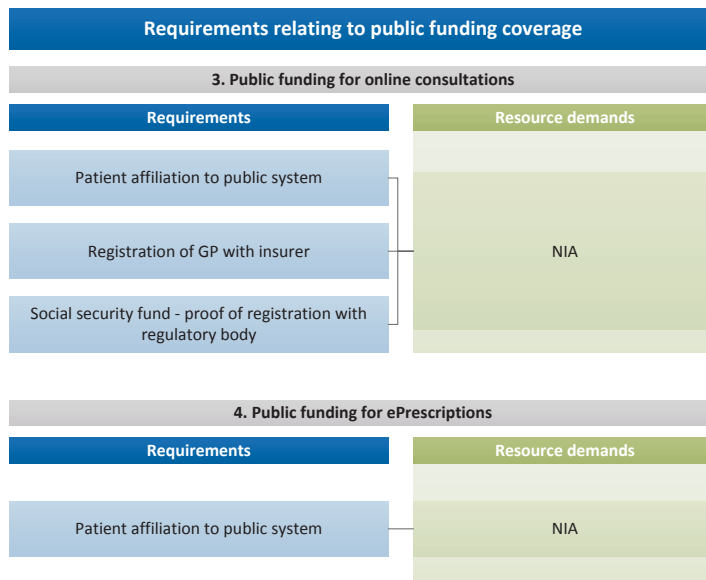 Requirements relating to public funding coverage
3. Public funding for online consultations
Requirements
Resource demands
Patient affiliation to public system
Registration of GP with insurer
NIA
Social security fund - proof of registration with
regulatory body
4. Public funding for ePrescriptions
Requirements
Resource demands
Patient affiliation to public system
NIA